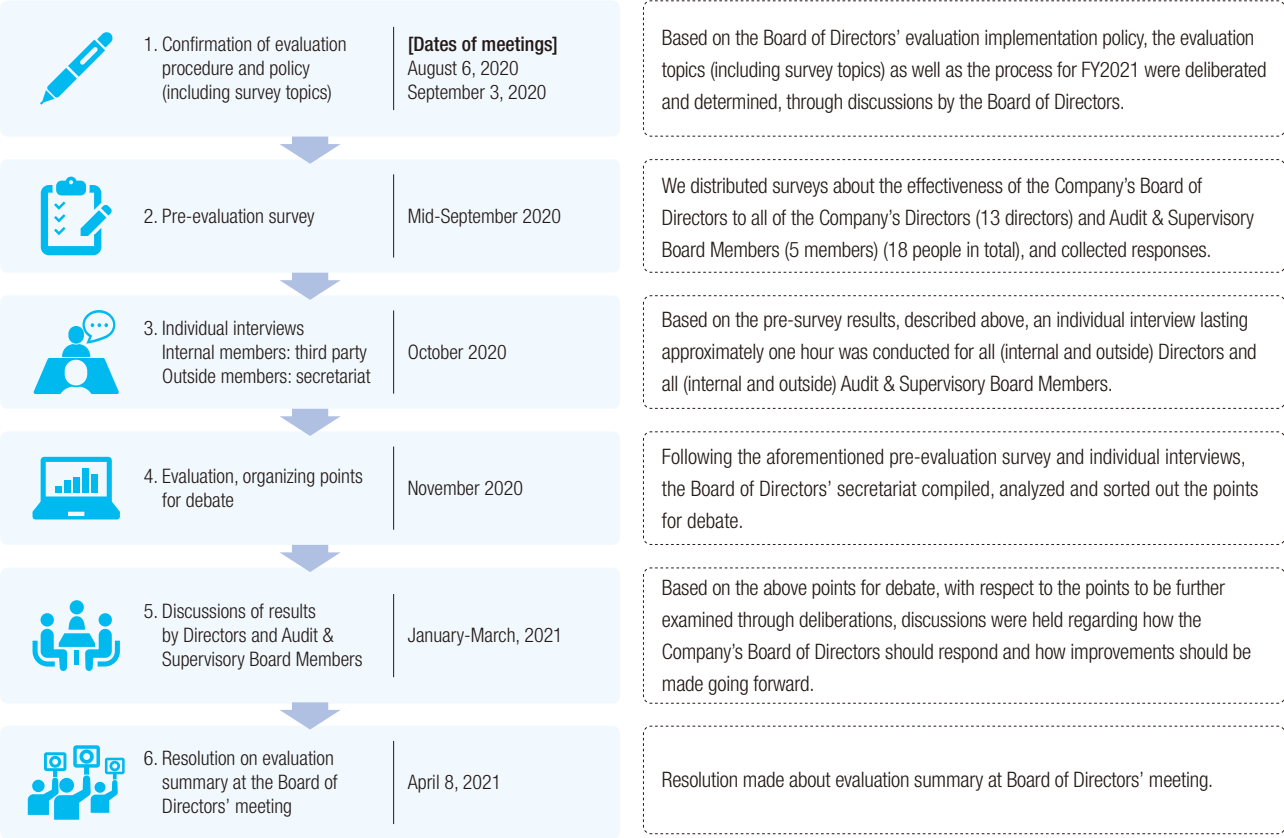 1. Confirmation of evaluation
procedure and policy
(including survey topics)
[Dates of meetings]
August 6, 2020
September 3, 2020
Based on the Board of Directors’ evaluation implementation policy, the evaluation
topics (including survey topics) as well as the process for FY2021 were deliberated
and determined, through discussions by the Board of Directors.
2. Pre-evaluation survey
Mid-September 2020
We distributed surveys about the effectiveness of the Company’s Board of
Directors to all of the Company’s Directors (13 directors) and Audit & Supervisory
Board Members (5 members) (18 people in total), and collected responses.
3. Individual interviews
Internal members: third party
Outside members: secretariat
October 2020
Based on the pre-survey results, described above, an individual interview lasting
approximately one hour was conducted for all (internal and outside) Directors and
all (internal and outside) Audit & Supervisory Board Members.
4. Evaluation, organizing points
for debate
November 2020
Following the aforementioned pre-evaluation survey and individual interviews,
the Board of Directors’ secretariat compiled, analyzed and sorted out the points
for debate.
5. Discussions of results
by Directors and Audit &
Supervisory Board Members
January-March, 2021
Based on the above points for debate, with respect to the points to be further
examined through deliberations, discussions were held regarding how the
Company’s Board of Directors should respond and how improvements should be
made going forward.
6. Resolution on evaluation
summary at the Board of
Directors’ meeting
April 8, 2021
Resolution made about evaluation summary at Board of Directors’ meeting.